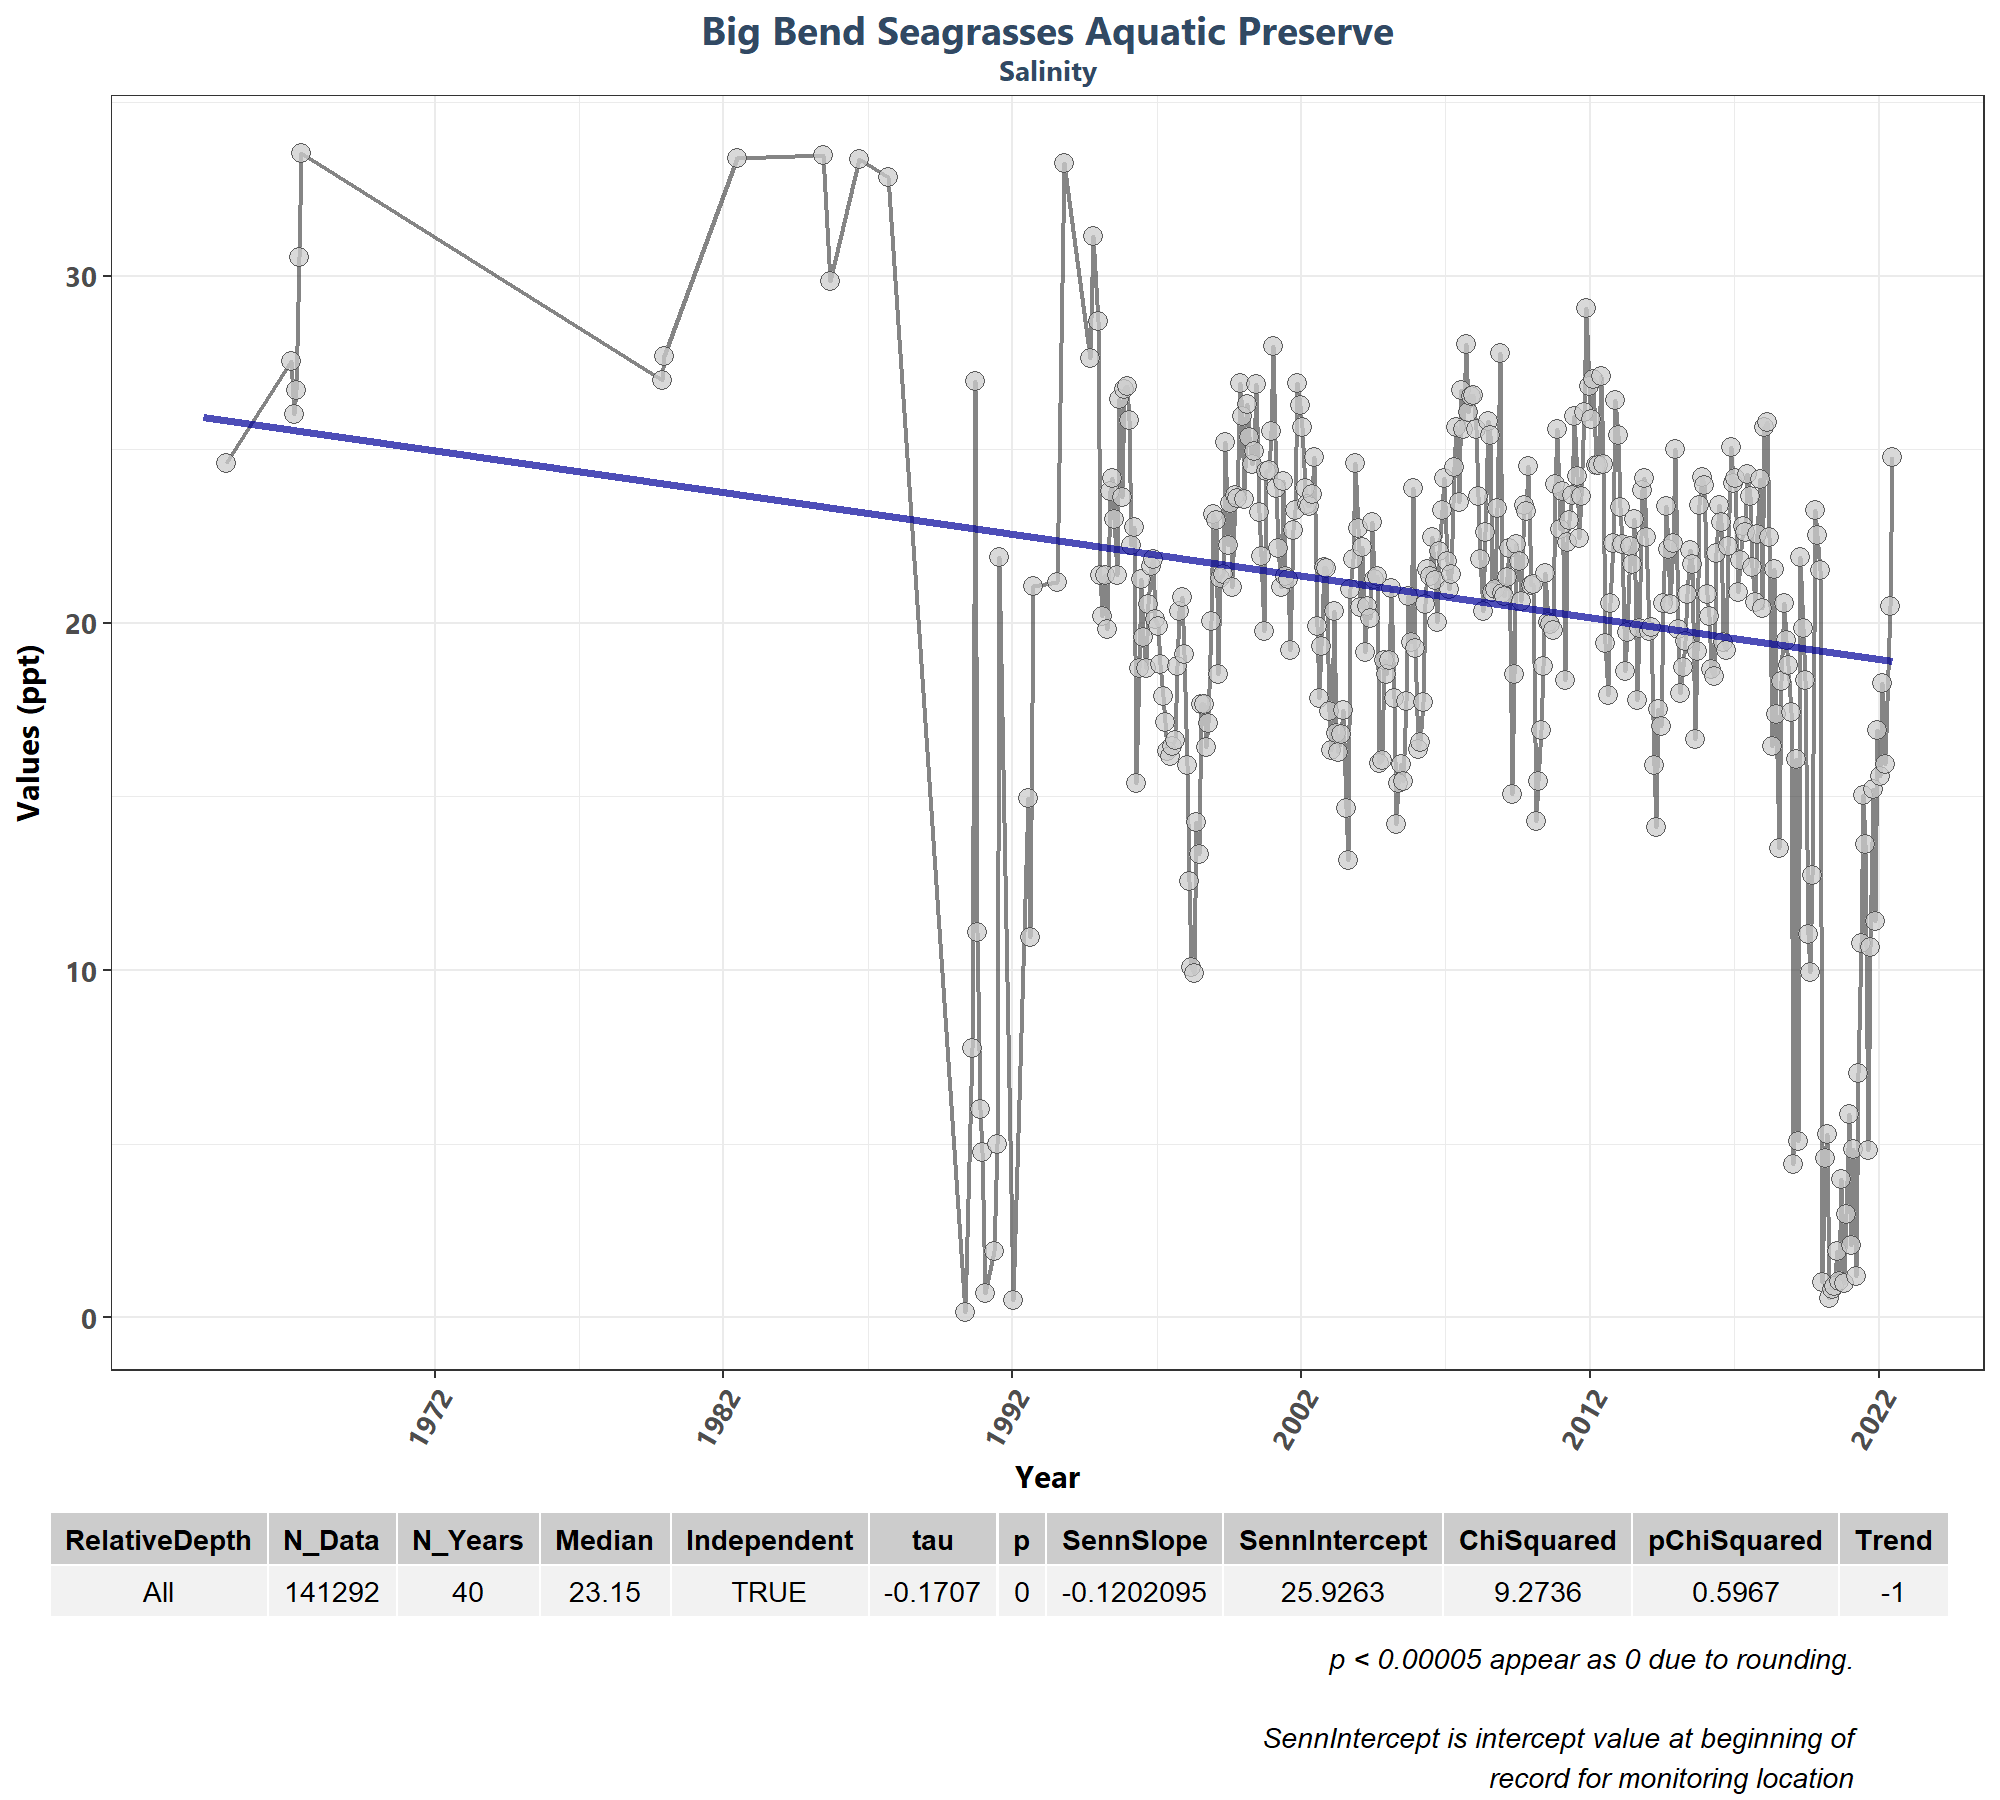 Big Bend Seagrasses Aquatic Preserve
Salinity
Values (ppt)
30
20
10
0
1972 1982 1992 2002 2012 2022
Year
RelativeDepth N_Data N_Years Median Independent tau p SennSlope SennIntercept ChiSquared pChiSquared Trend
All 141292 40 23.15 TRUE -0.1707 0 -0.1202095 25.9263 9.2736 0.5967 -1
p < 0.00005 appear as 0 due to rounding.
SennIntercept is intercept value at beginning of
record for monitoring location